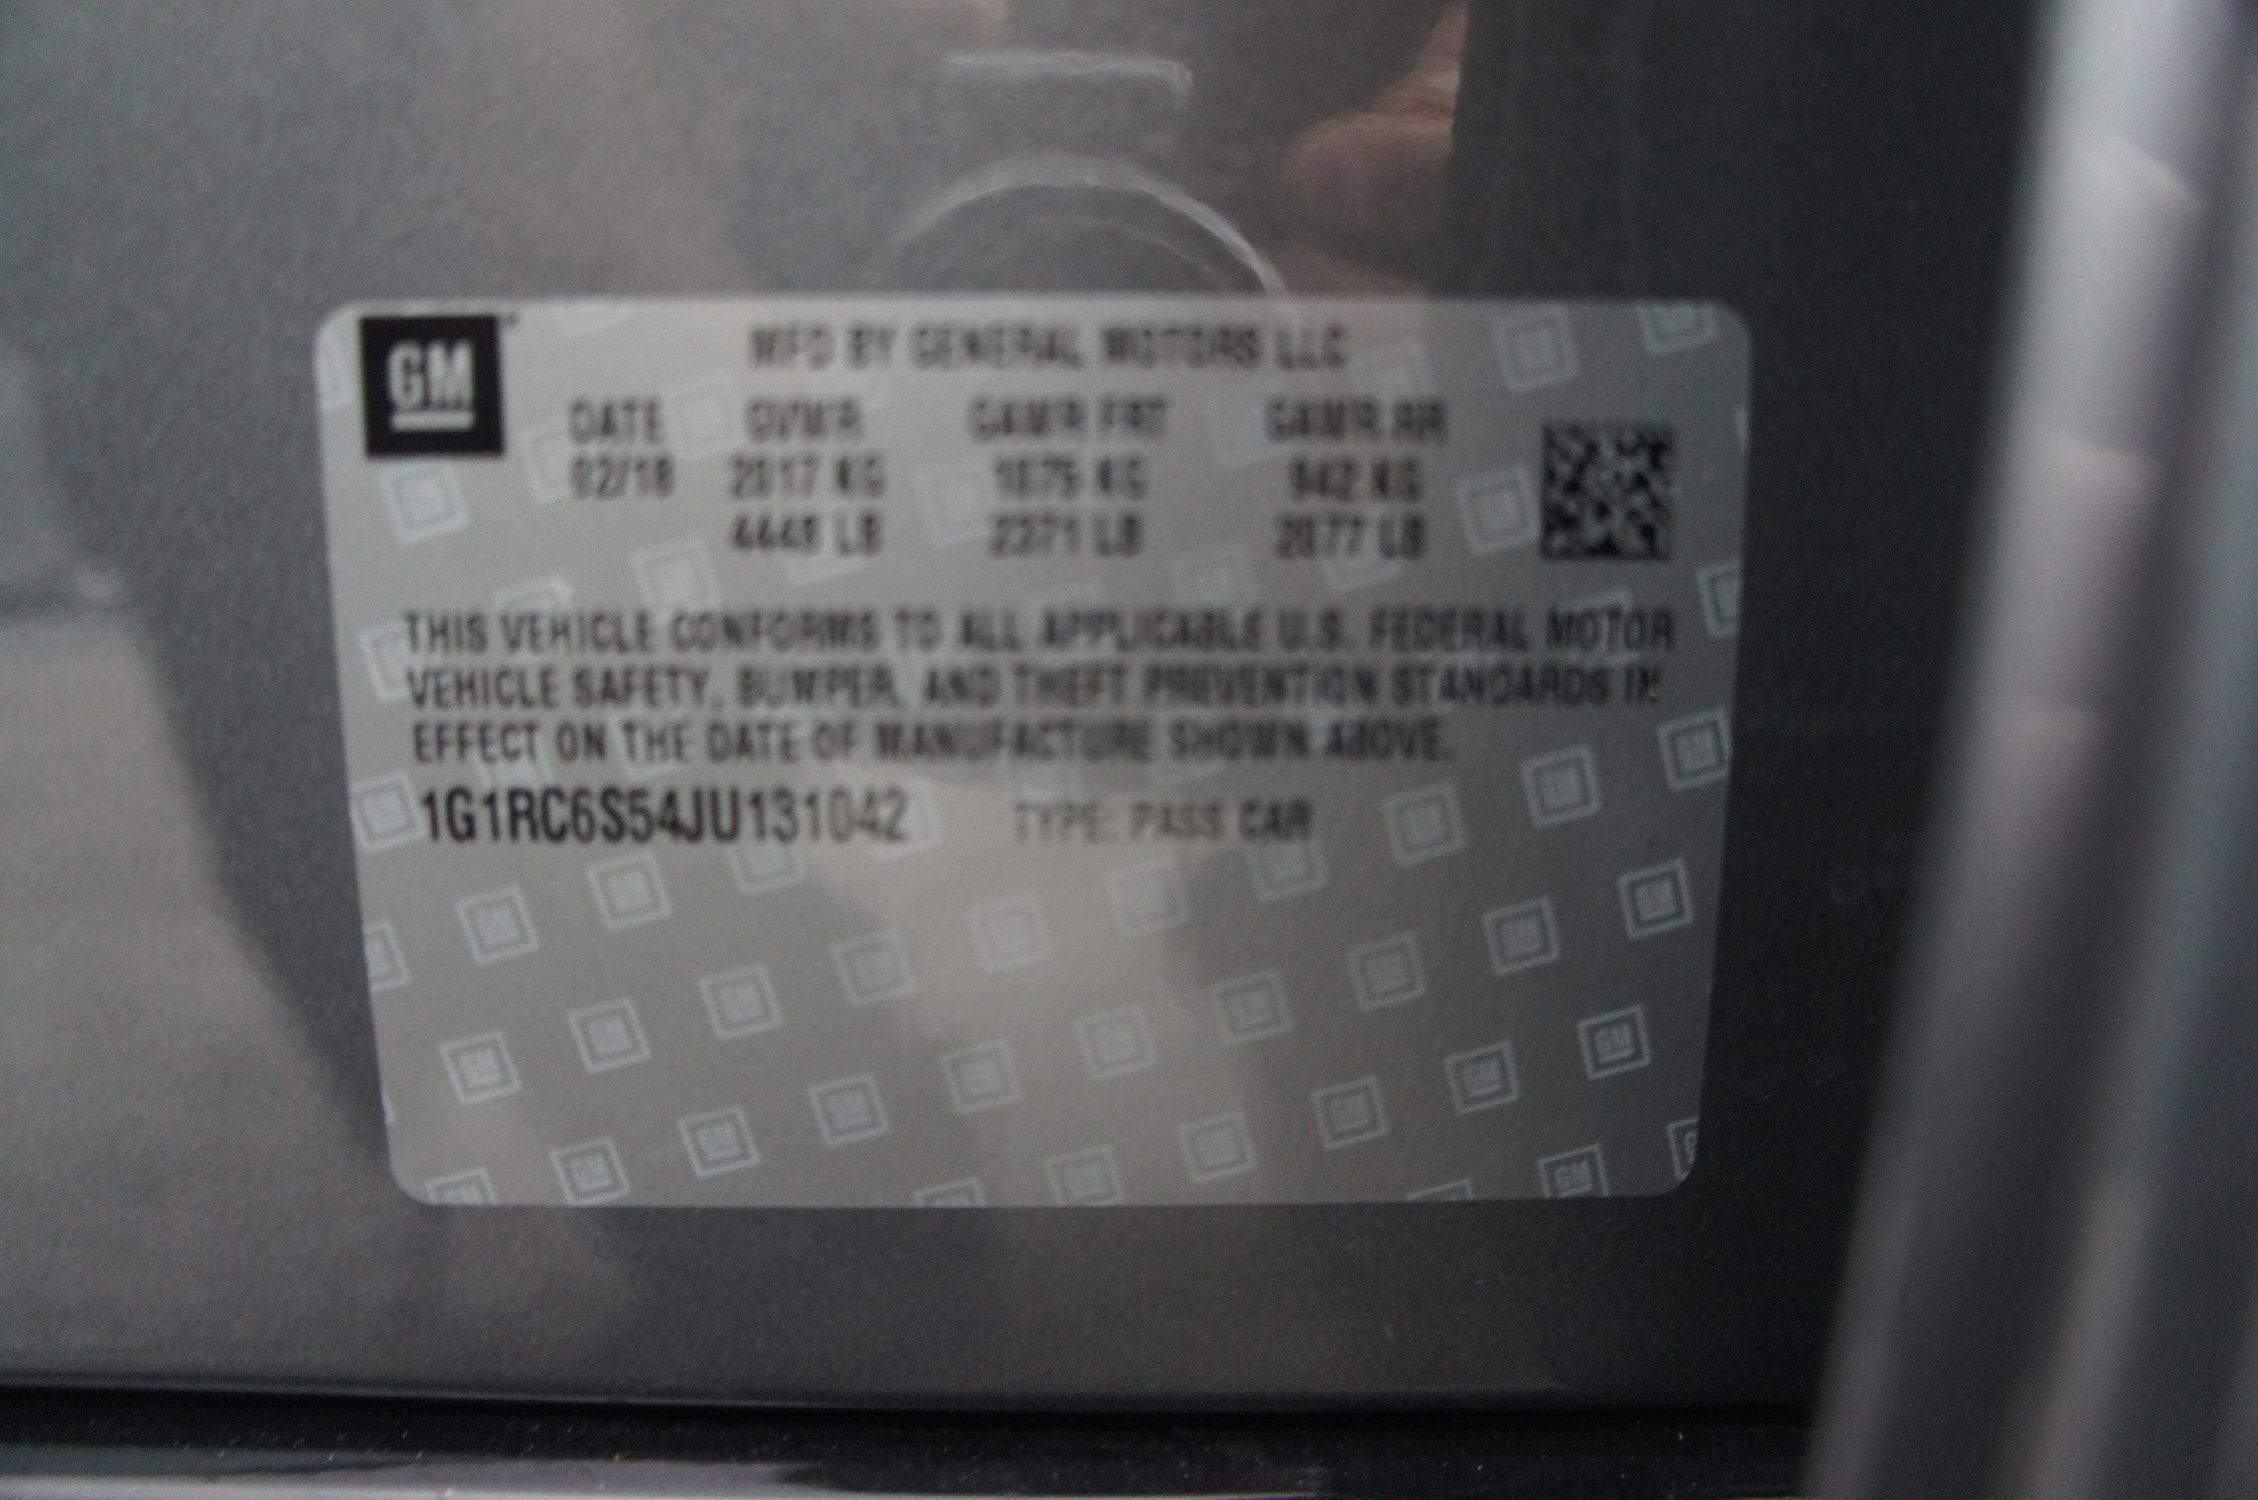 GM
MFD BY GENERAL MOTORS LLC
DATE GVWR GAWR FRT GAWR RR
02/18 2017 KG 1075 KG 942 KG
4448 LB 2371 LB 2077 LB
THIS VEHICLE CONFORMS TO ALL APPLICABLE U.S. FEDERAL MOTOR
VEHICLE SAFETY, BUMPER, AND THEFT PREVENTION STANDARDS IN
EFFECT ON THE DATE OF MANUFACTURE SHOWN ABOVE.
1G1RC6S54JU131042 TYPE: PASS CAR